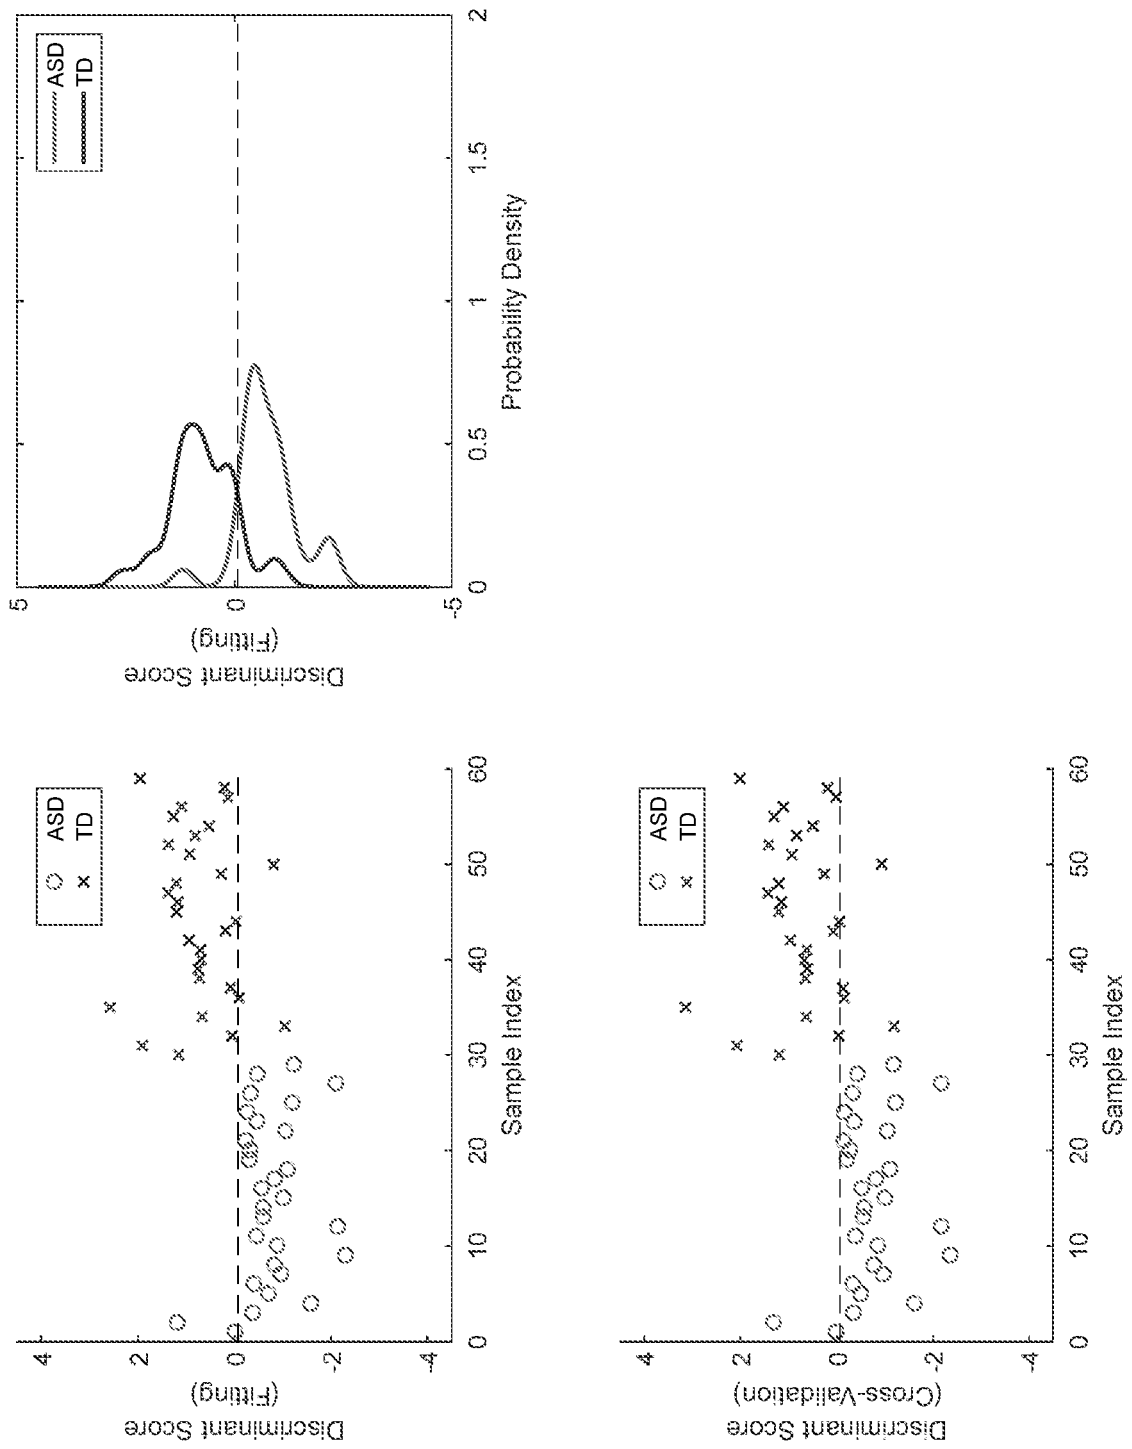 Discriminant Score
(Fitting)
4
2
0
-2
-4
0
10
20
30
40
50
60
Sample Index
ASD
TD
Discriminant Score
(Fitting)
5
0
-5
0
0.5
1
1.5
2
Probability Density
ASD
TD
Discriminant Score
(Cross-Validation)
4
2
0
-2
-4
0
10
20
30
40
50
60
Sample Index
ASD
TD